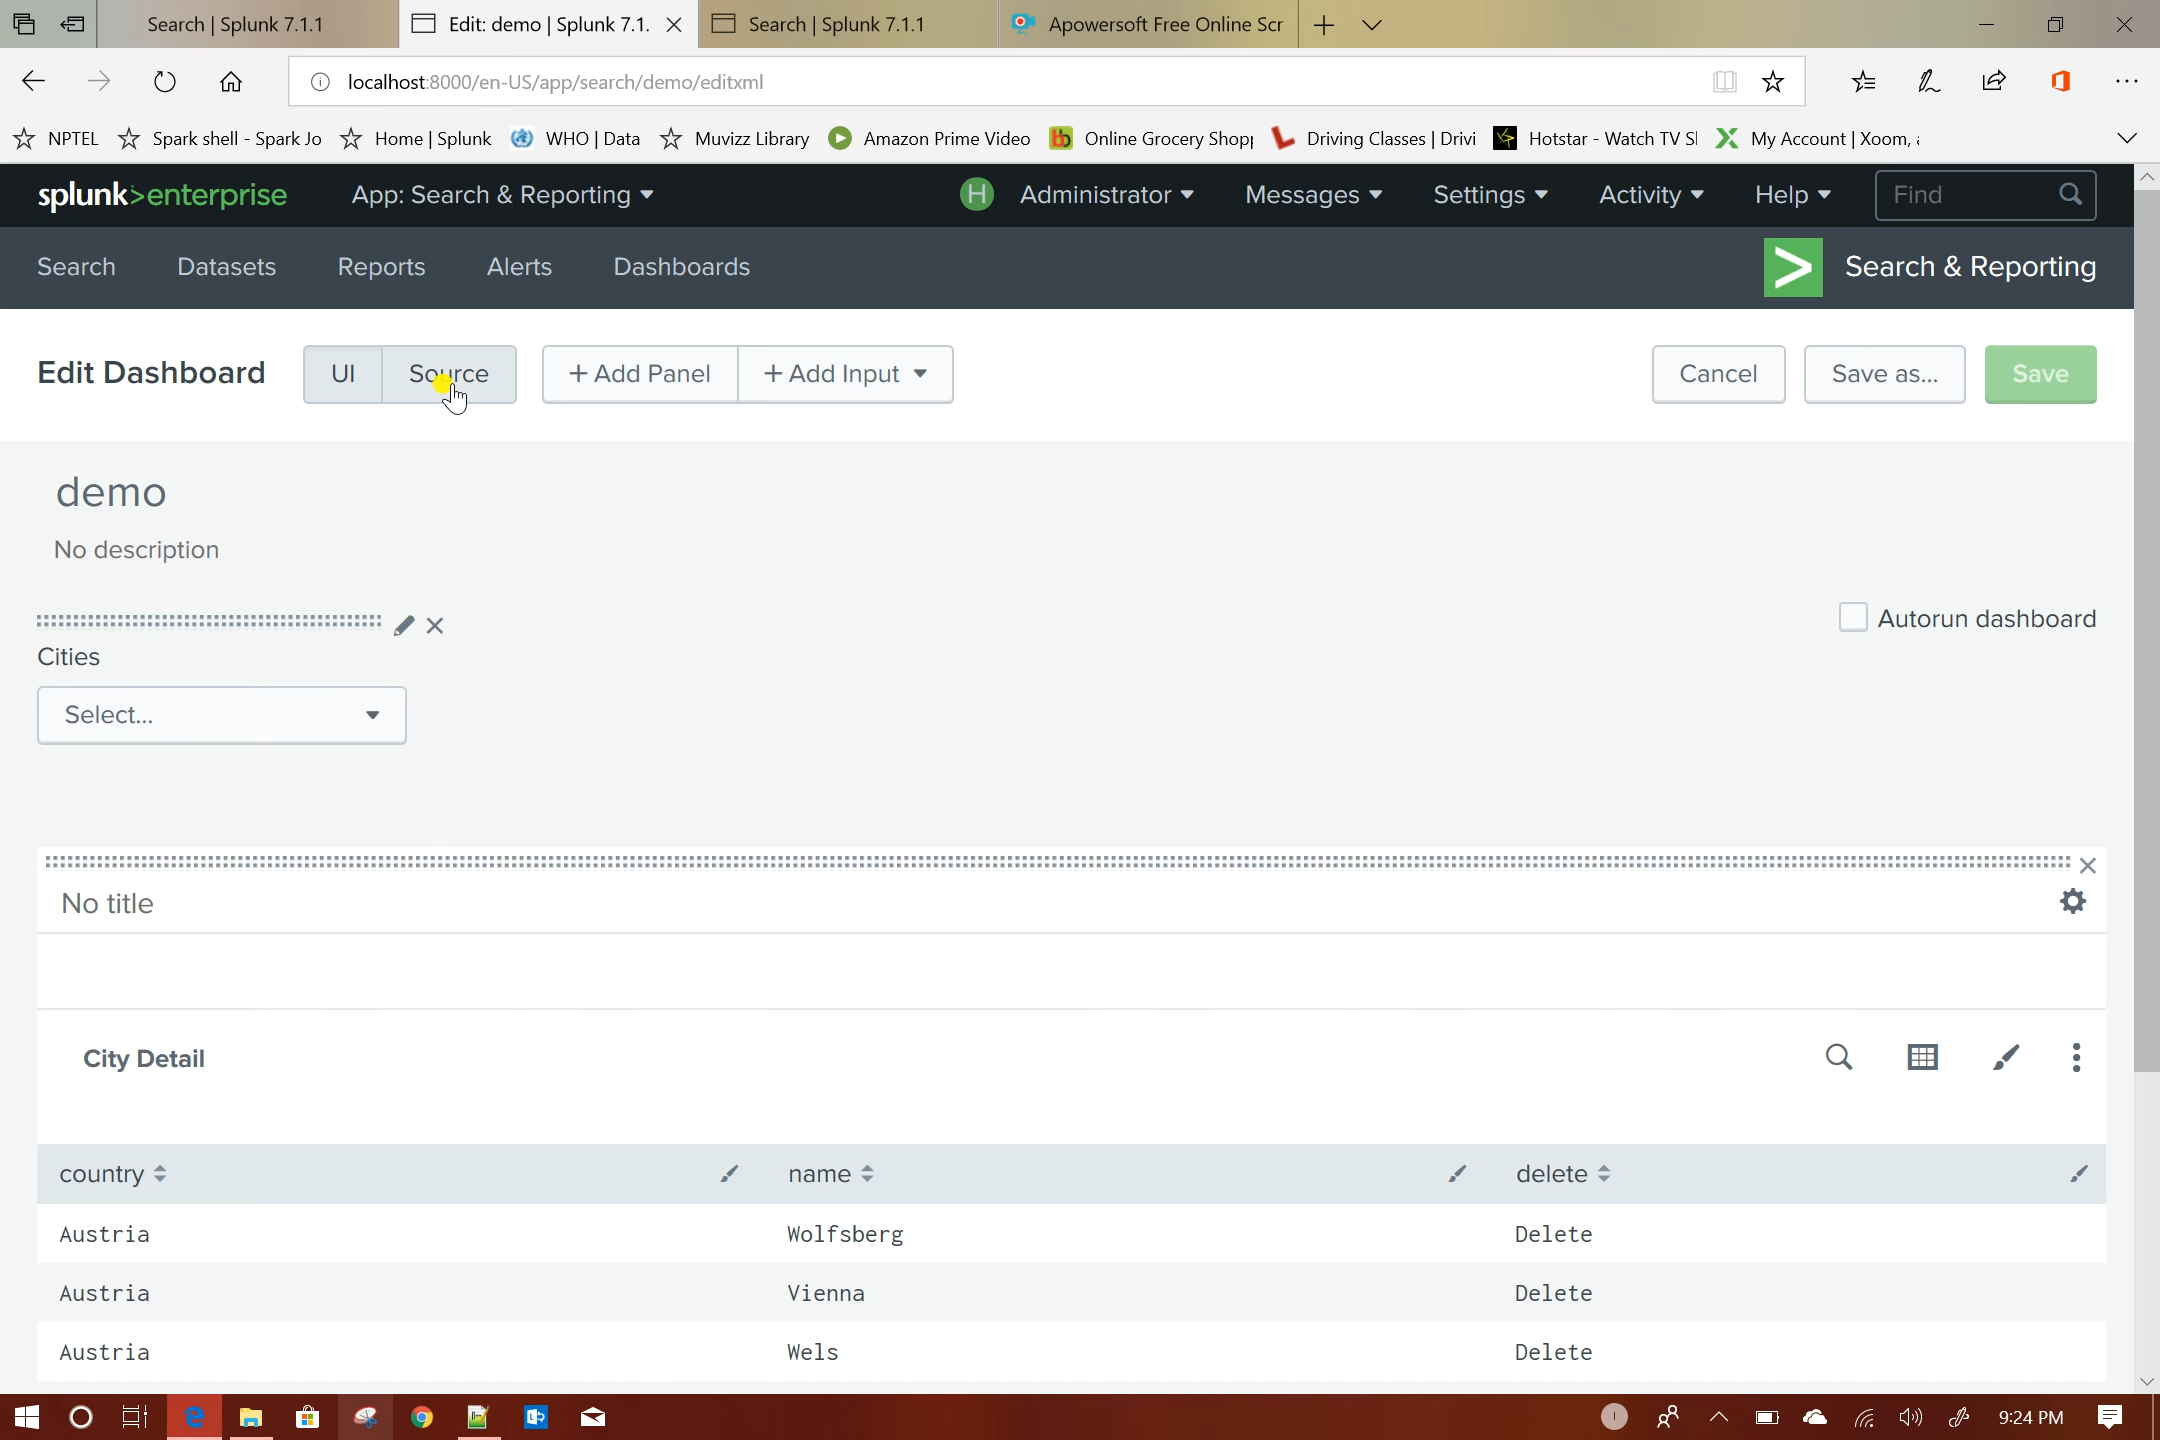 Search | Splunk 7.1.1
Edit: demo | Splunk 7.1.
Search | Splunk 7.1.1
Apowersoft Free Online Scr
localhost:8000/en-US/app/search/demo/editxml
NPTEL
Spark shell - Spark Jo
Home | Splunk
WHO | Data
Muvizz Library
Amazon Prime Video
bb
Online Grocery Shop
Driving Classes | Drivi
Hotstar - Watch TV S
My Account | Xoom,
splunk>enterprise
App: Search & Reporting
H
Administrator
Messages
Settings
Activity
Help
Find
Search
Datasets
Reports
Alerts
Dashboards
Search & Reporting
Edit Dashboard
UI
Source
+ Add Panel
+ Add Input
Cancel
Save as...
Save
demo
No description
Autorun dashboard
Cities
Select...
No title
City Detail
country
name
delete
Austria
Wolfsberg
Delete
Austria
Vienna
Delete
Austria
Wels
Delete
9:24 PM